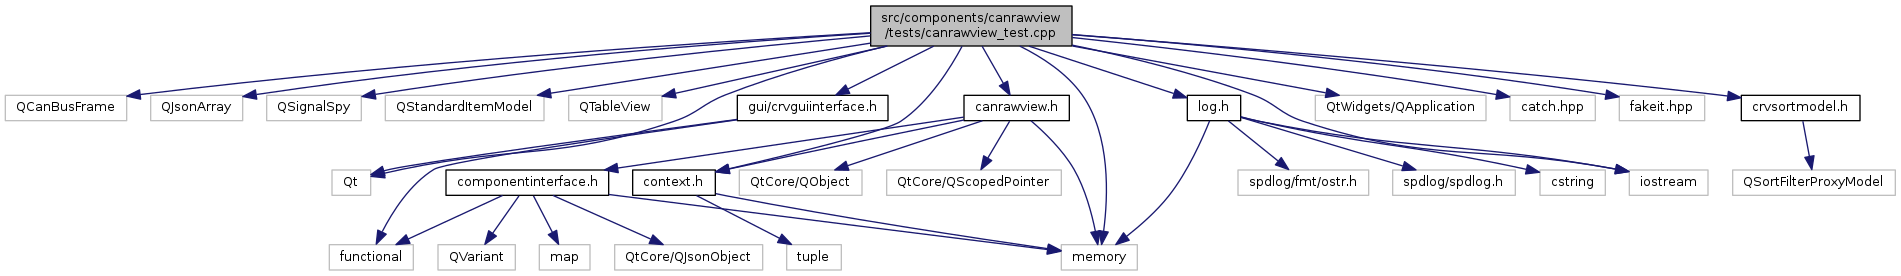 src/components/canrawview
/tests/canrawview_test.cpp
QCanBusFrame
QJsonArray
QSignalSpy
QStandardItemModel
QTableView
gui/crvguiinterface.h
canrawview.h
log.h
QtWidgets/QApplication
catch.hpp
fakeit.hpp
crvsortmodel.h
Qt
componentinterface.h
context.h
QtCore/QObject
QtCore/QScopedPointer
spdlog/fmt/ostr.h
spdlog/spdlog.h
cstring
iostream
QSortFilterProxyModel
functional
QVariant
map
QtCore/QJsonObject
tuple
memory